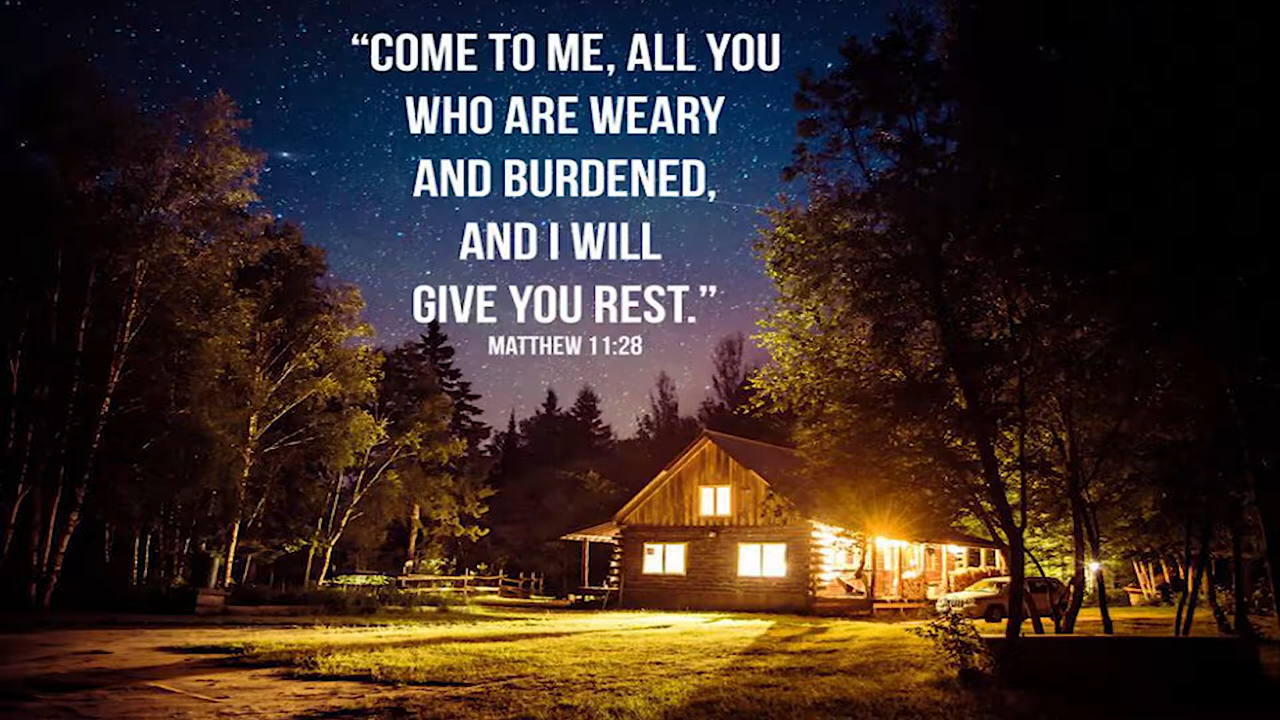 “COME TO ME, ALL YOU
WHO ARE WEARY
AND BURDENED,
AND I WILL
GIVE YOU REST.”
MATTHEW 11:28